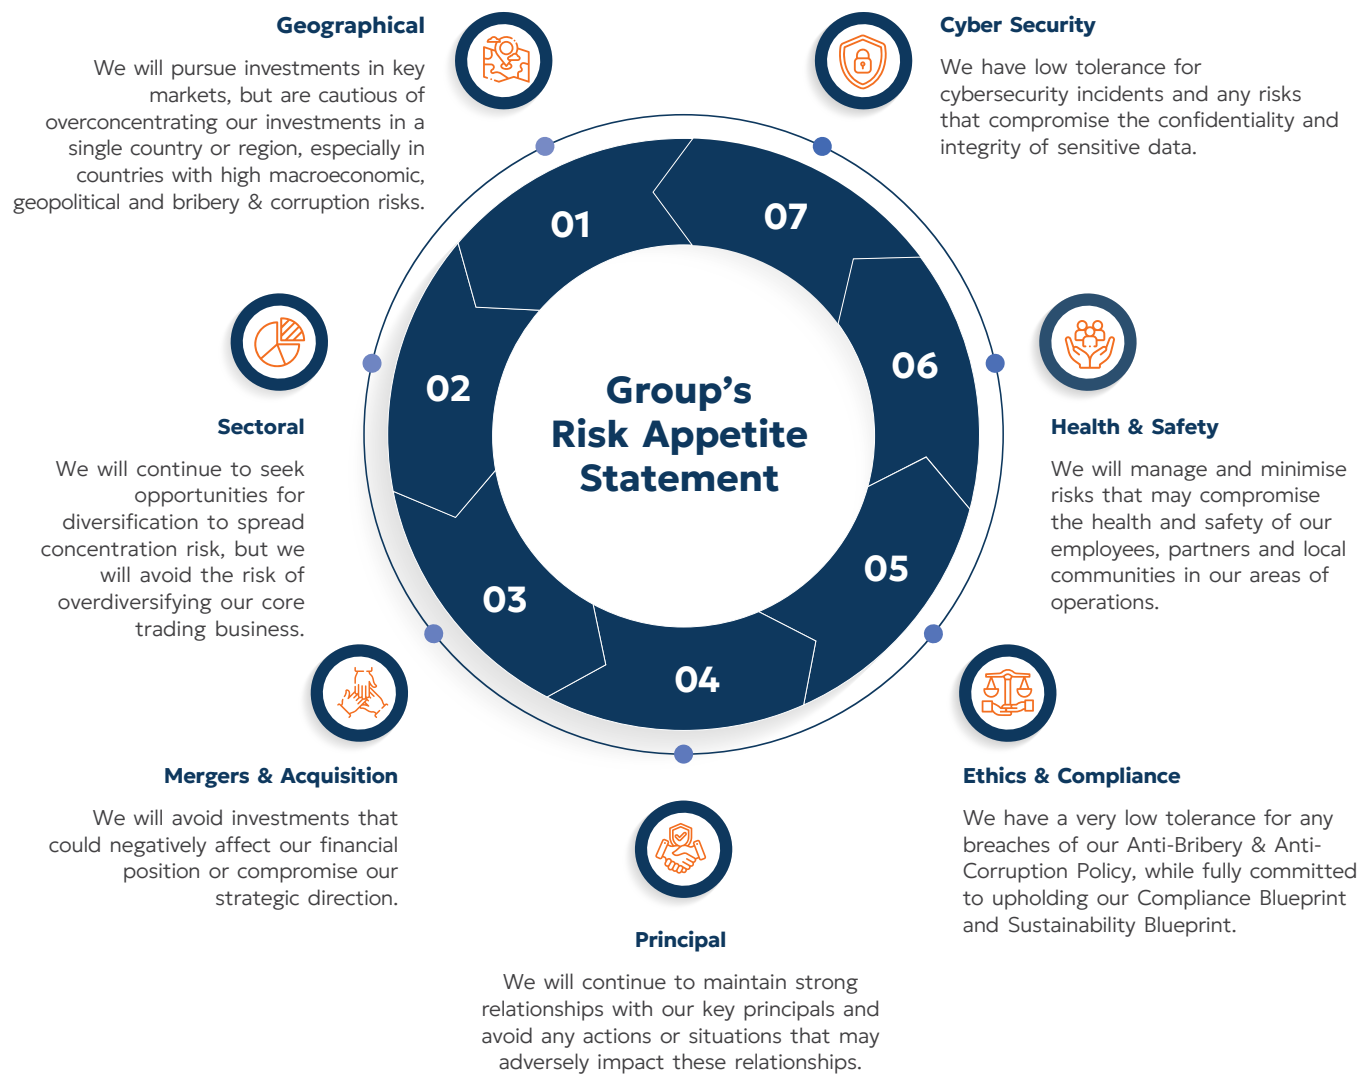 Geographical
We will pursue investments in key
markets, but are cautious of
overconcentrating our investments in a
single country or region, especially in
countries with high macroeconomic,
geopolitical and bribery & corruption risks.
Cyber Security
We have low tolerance for
cybersecurity incidents and any risks
that compromise the confidentiality and
integrity of sensitive data.
01
07
02
06
03
05
04
Group's
Risk Appetite
Statement
Sectoral
We will continue to seek
opportunities for
diversification to spread
concentration risk, but we
will avoid the risk of
overdiversifying our core
trading business.
Health & Safety
We will manage and minimise
risks that may compromise
the health and safety of our
employees, partners and local
communities in our areas of
operations.
Mergers & Acquisition
We will avoid investments that
could negatively affect our financial
position or compromise our
strategic direction.
Ethics & Compliance
We have a very low tolerance for any
breaches of our Anti-Bribery & Anti-
Corruption Policy, while fully committed
to upholding our Compliance Blueprint
and Sustainability Blueprint.
Principal
We will continue to maintain strong
relationships with our key principals and
avoid any actions or situations that may
adversely impact these relationships.